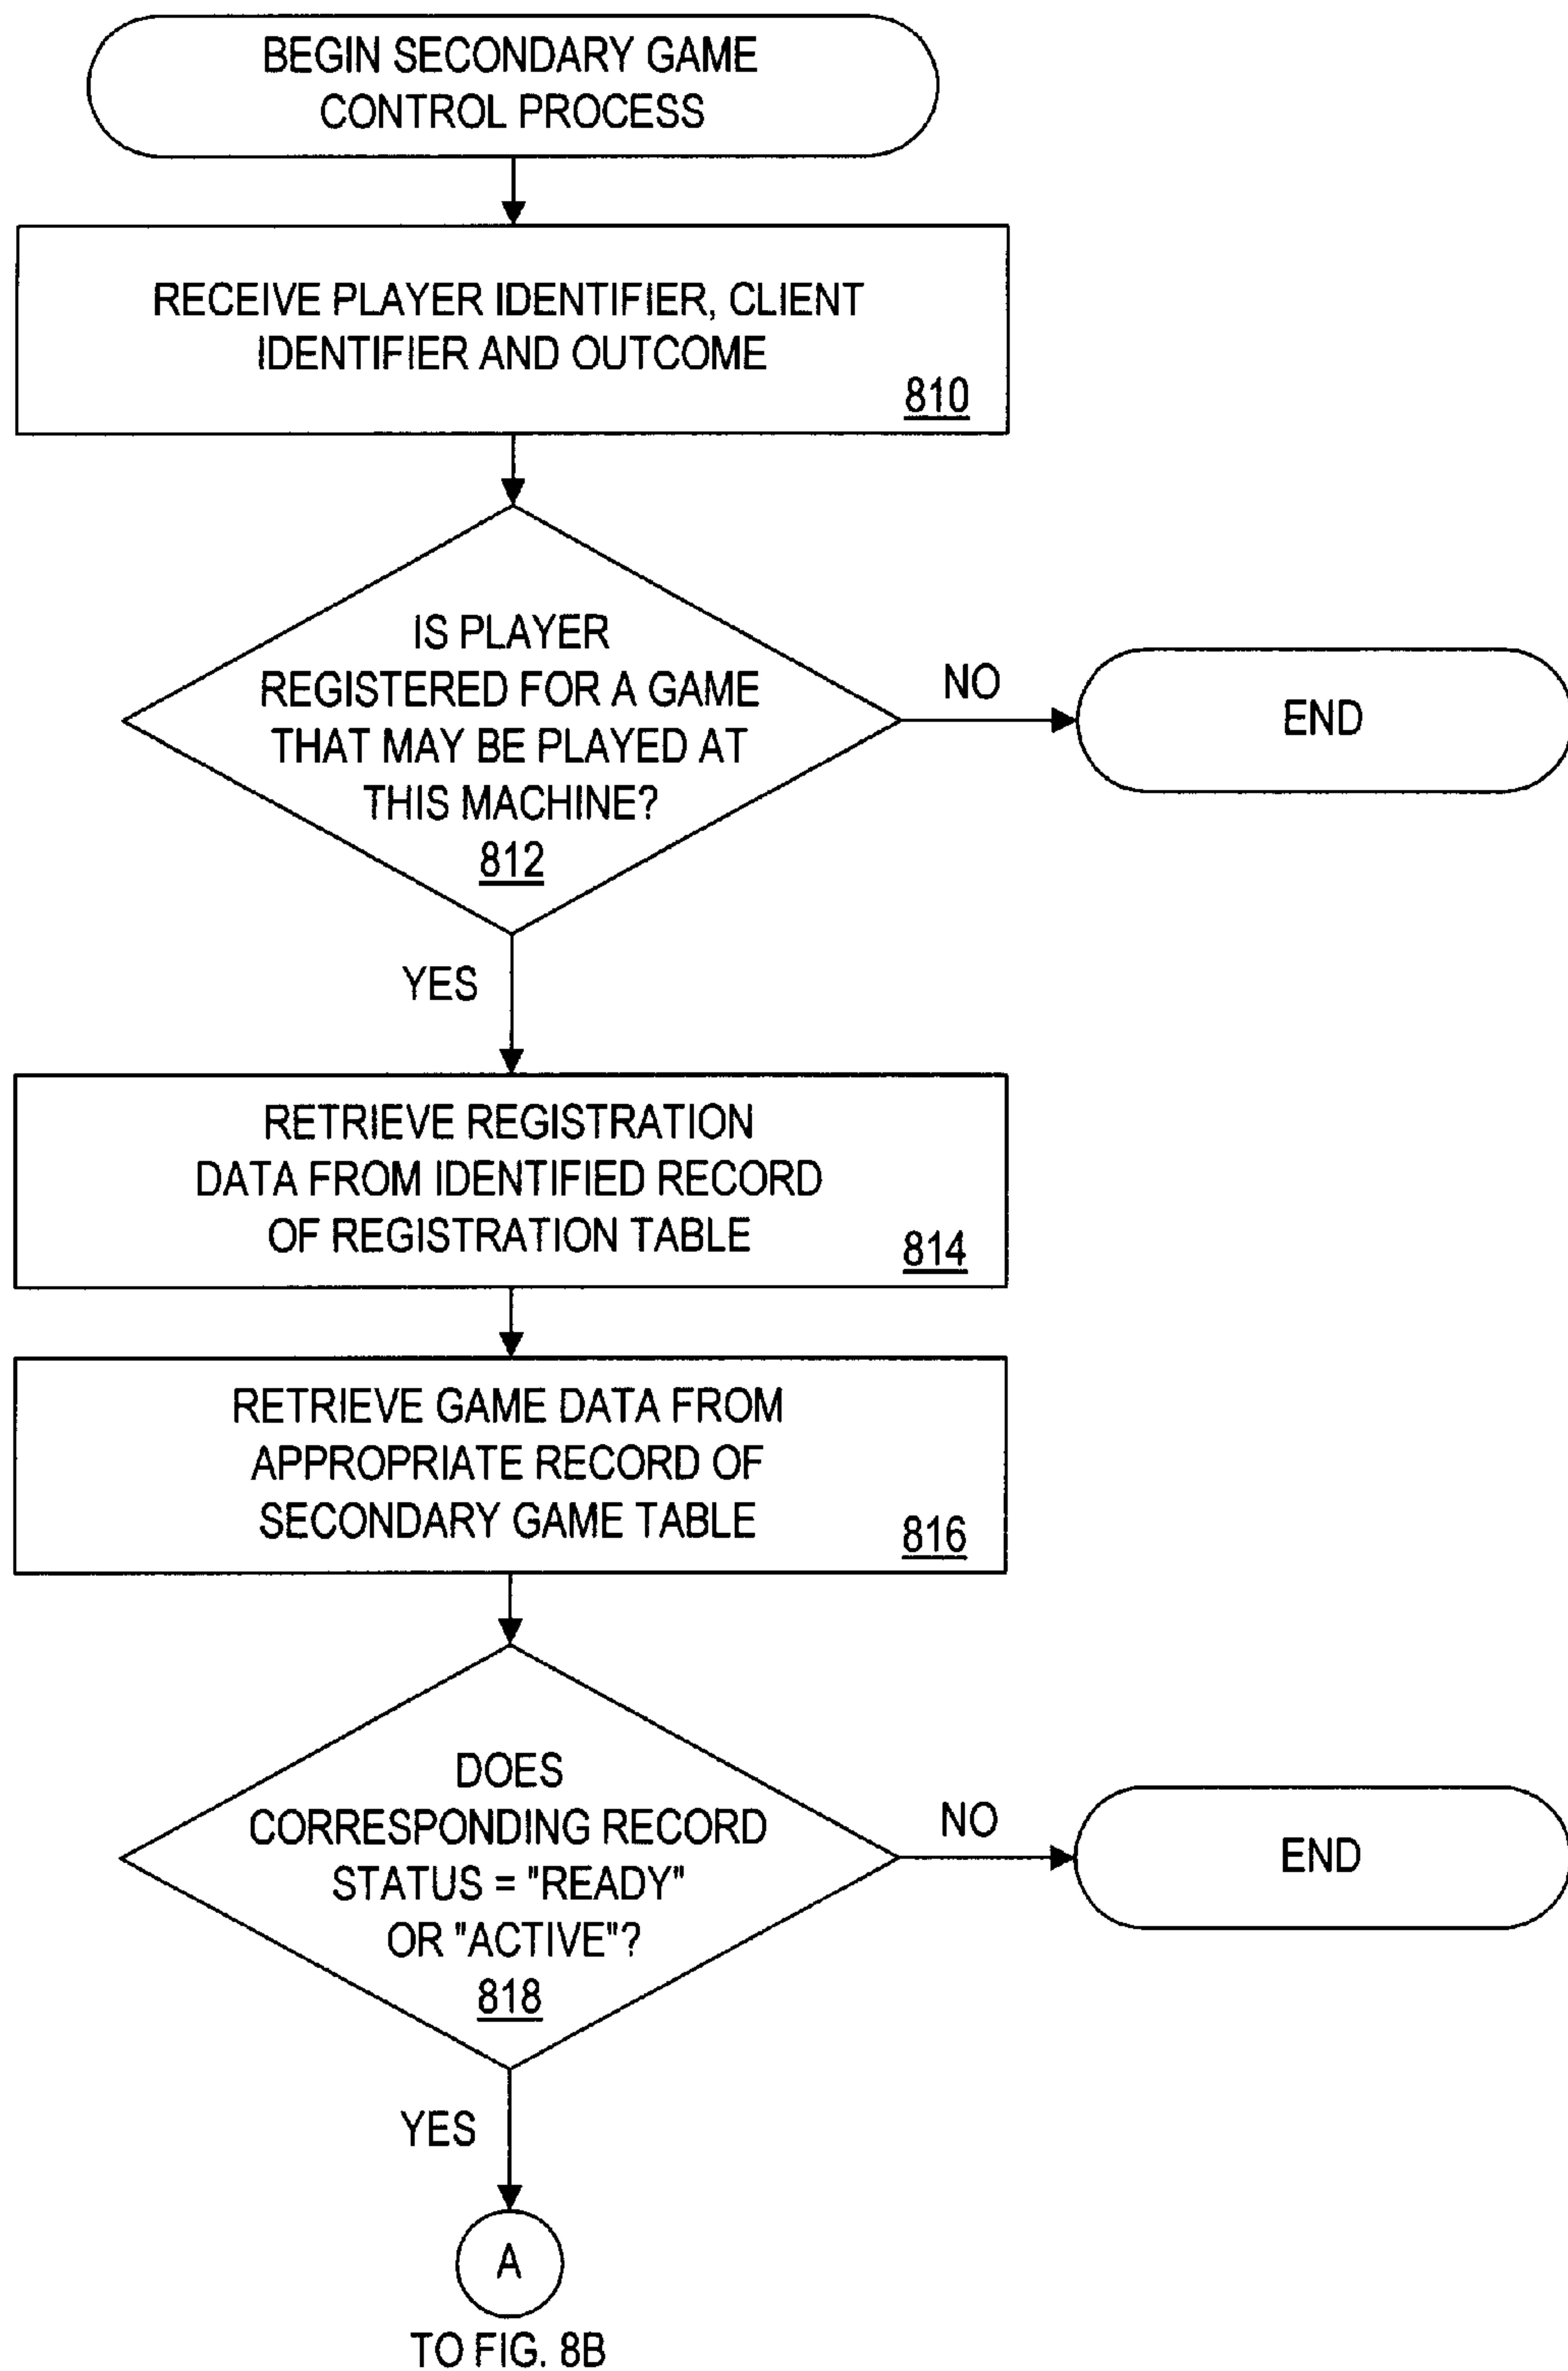 BEGIN SECONDARY GAME
CONTROL PROCESS
RECEIVE PLAYER IDENTIFIER, CLIENT
IDENTIFIER AND OUTCOME
810
IS PLAYER
REGISTERED FOR A GAME
THAT MAY BE PLAYED AT
THIS MACHINE?
812
NO
END
YES
RETRIEVE REGISTRATION
DATA FROM IDENTIFIED RECORD
OF REGISTRATION TABLE
814
RETRIEVE GAME DATA FROM
APPROPRIATE RECORD OF
SECONDARY GAME TABLE
816
DOES
CORRESPONDING RECORD
STATUS = "READY"
OR "ACTIVE"?
818
NO
END
YES
A
TO FIG. 8B